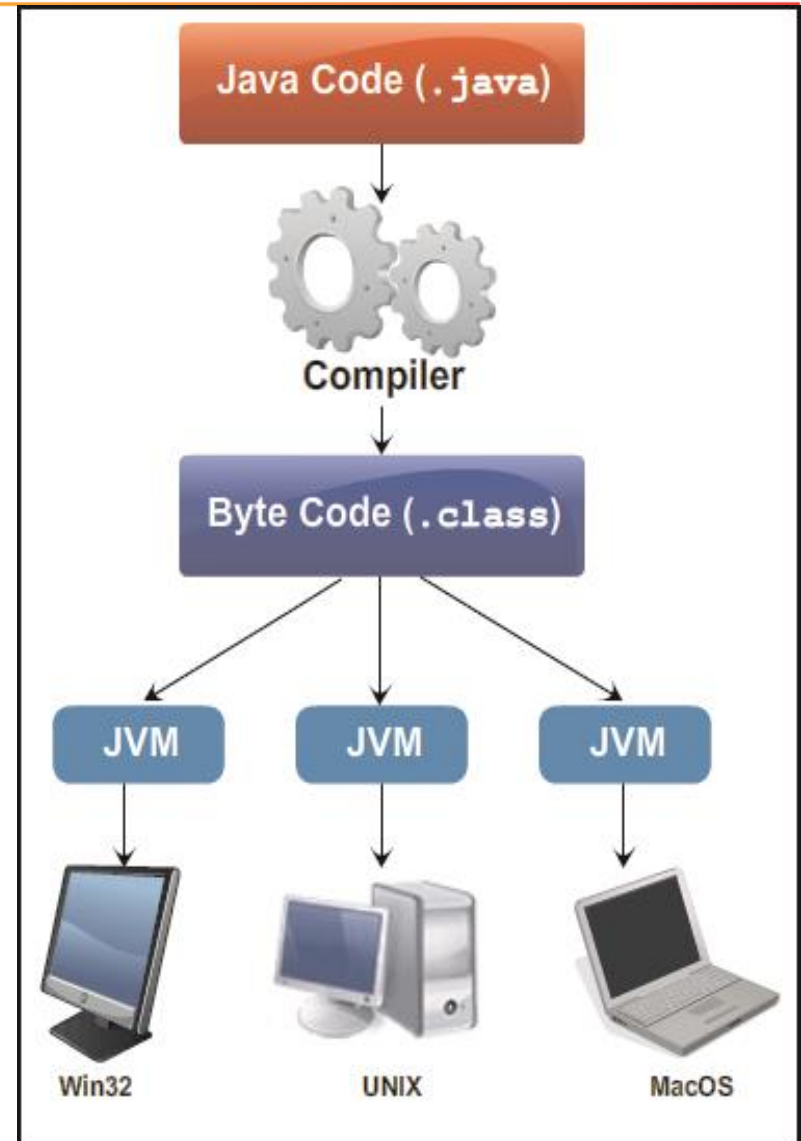 Java Code (.java)
Compiler
Byte Code (.class)
JVM
JVM
JVM
Win32
UNIX
MacOS